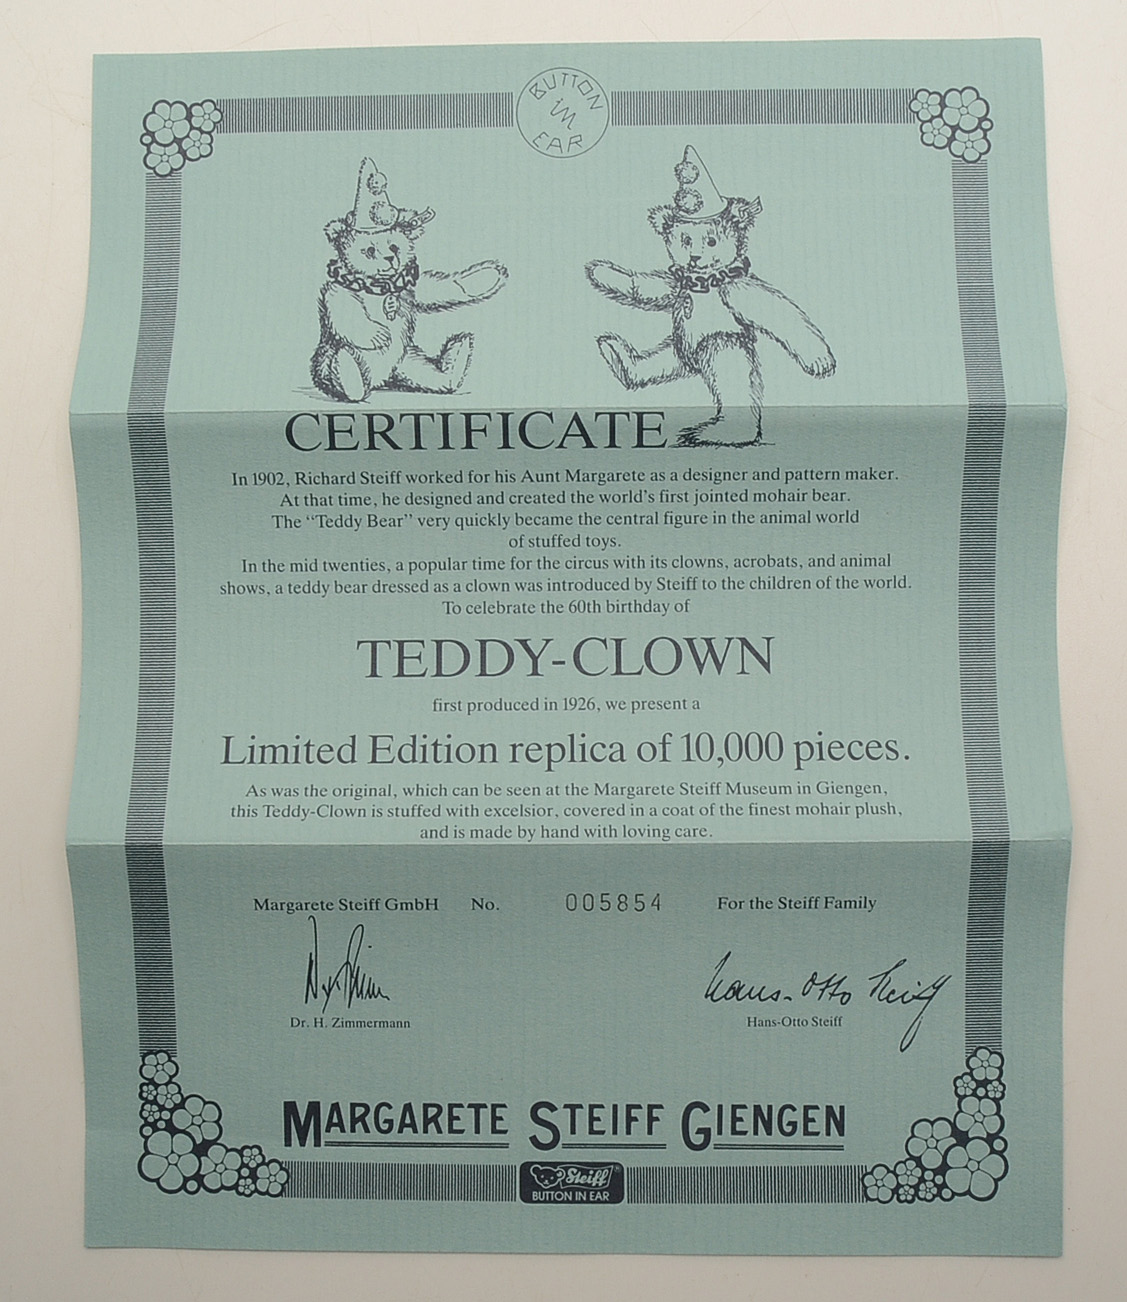 BUTTON
im
EAR
CERTIFICATE
In 1902, Richard Steiff worked for his Aunt Margarete as a designer and pattern maker.
At that time, he designed and created the world's first jointed mohair bear.
The "Teddy Bear" very quickly became the central figure in the animal world
of stuffed toys.
In the mid twenties, a popular time for the circus with its clowns, acrobats, and animal
shows, a teddy bear dressed as a clown was introduced by Steiff to the children of the world.
To celebrate the 60th birthday of
TEDDY-CLOWN
first produced in 1926, we present a
Limited Edition replica of 10,000 pieces.
As was the original, which can be seen at the Margarete Steiff Museum in Giengen,
this Teddy-Clown is stuffed with excelsior, covered in a coat of the finest mohair plush,
and is made by hand with loving care.
Margarete Steiff GmbH No. 005854 For the Steiff Family
Hans-Otto Steiff
Dr. H. Zimmermann Hans-Otto Steiff
MARGARETE STEIFF GIENGEN
Steiff®
BUTTON IN EAR